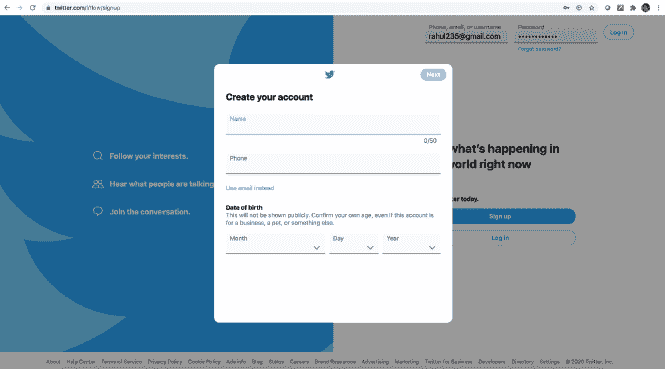 twitter.com/i/flow/signup
Phone, email, or username
Password
rahul235@gmail.com
Log in
Forgot password?
Next
Create your account
Name
0/50
Phone
Use email instead
Date of birth
This will not be shown publicly. Confirm your own age, even if this account is
for a business, a pet, or something else.
Month
Day
Year
Follow your interests.
Hear what people are talking
Join the conversation.
what's happening in
world right now
ter today.
Sign up
Log in
About Help Center Terms of Service Privacy Policy Cookie Policy Ads info Blog Status Careers Brand Resources Advertising Marketing Twitter for Business Developers Directory Settings © 2020 Twitter, Inc.